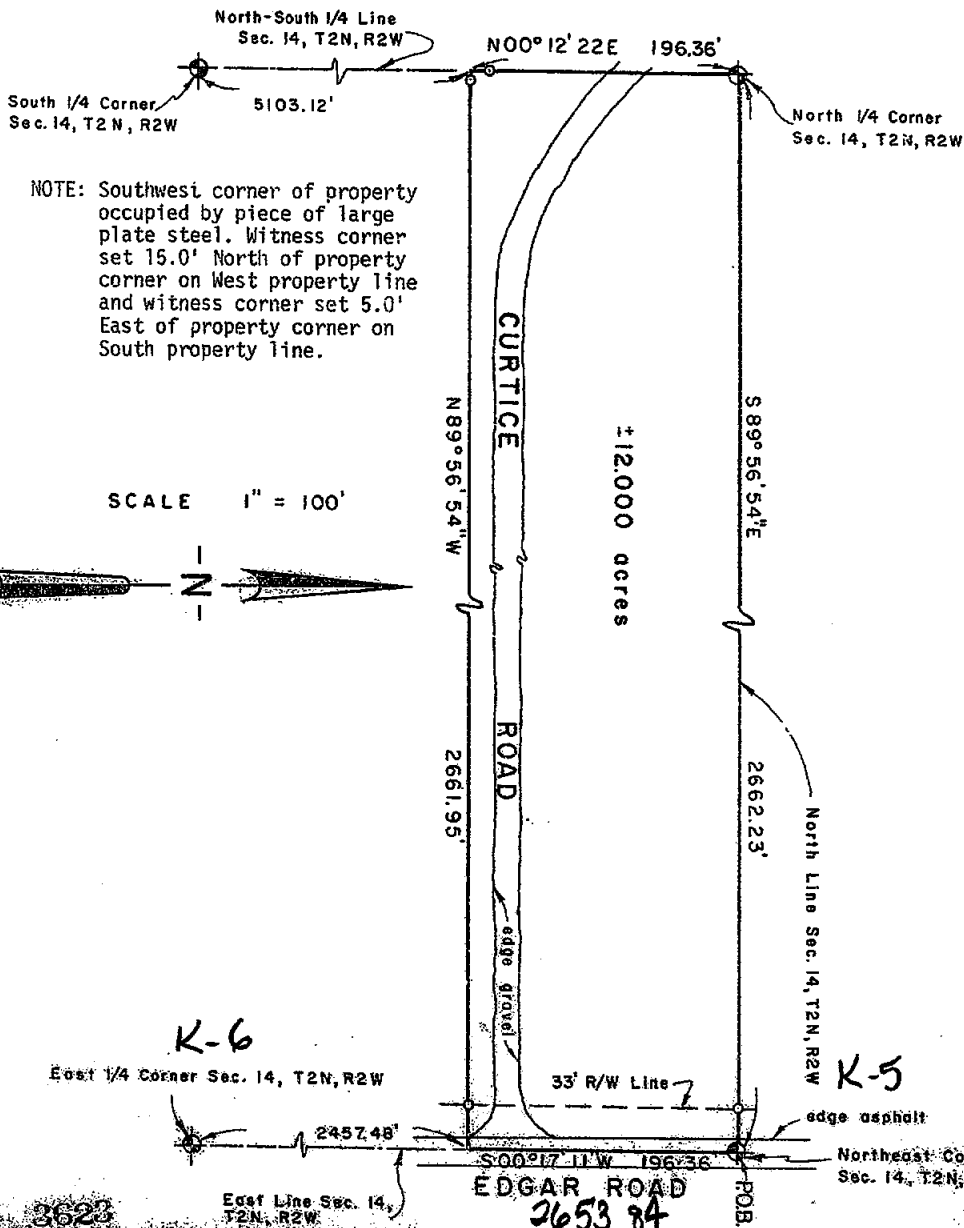 North-South 1/4 Line
Sec. 14, T2N, R2W
N00° 12' 22E 196.36'
South 1/4 Corner
Sec. 14, T2N, R2W
5103.12'
North 1/4 Corner
Sec. 14, T2N, R2W
NOTE: Southwest corner of property
occupied by piece of large
plate steel. Witness corner
set 15.0' North of property
corner on West property line
and witness corner set 5.0'
East of property corner on
South property line.
SCALE 1" = 100'
N
N89° 56' 54"W
2661.95'
CURTICE ROAD
edge gravel
±12.000 acres
S89° 56' 54"E
2662.23'
North Line Sec. 14, T2N, R2W
K-6
East 1/4 Corner Sec. 14, T2N, R2W
33' R/W Line
K-5
edge asphalt
2457.48'
S00° 17' 11"W 196.36'
Northeast Co
Sec. 14, T2N,
P.O.B.
East Line Sec. 14,
T2N, R2W
EDGAR ROAD
2653 84
3623